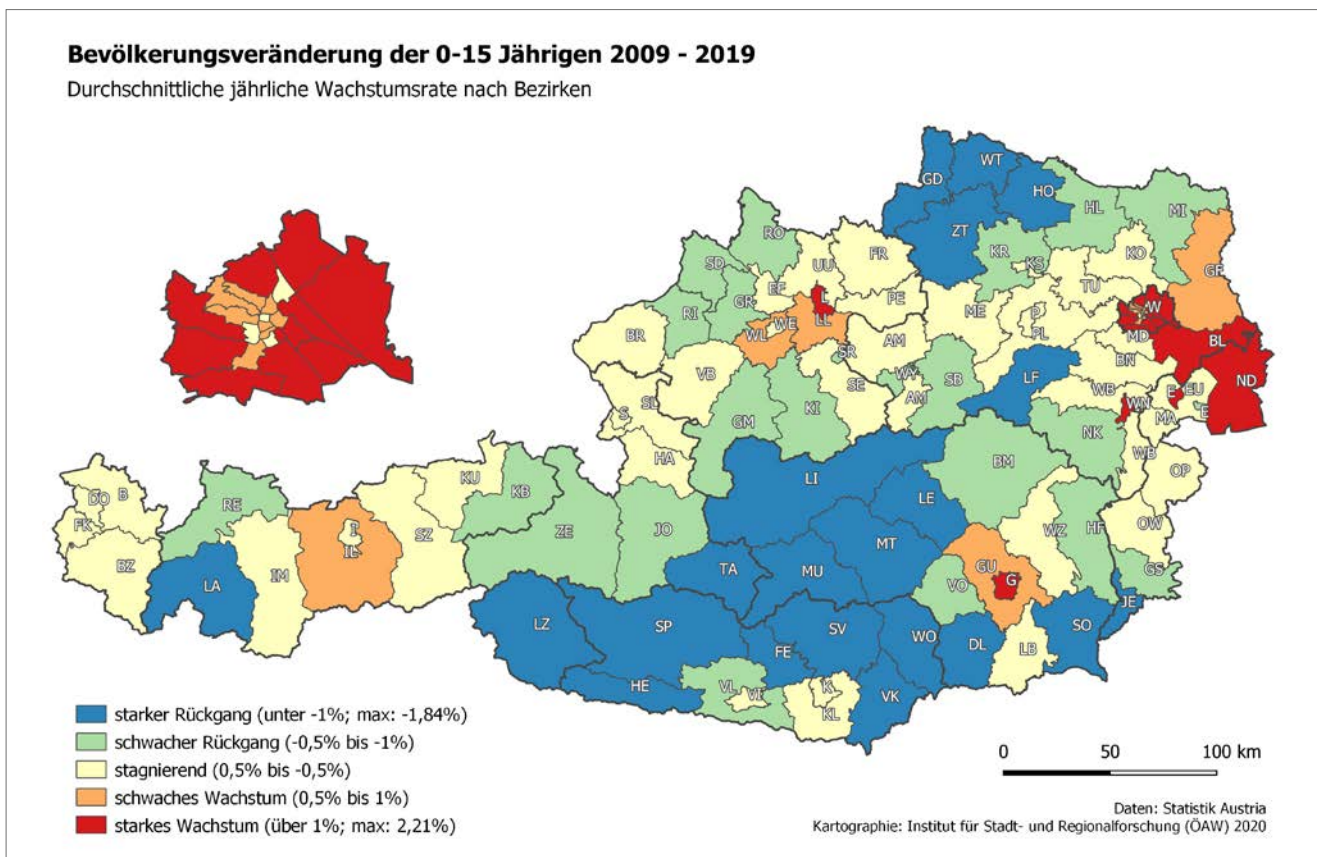 Bevölkerungsveränderung der 0-15 Jährigen 2009 - 2019
Durchschnittliche jährliche Wachstumsrate nach Bezirken
WT
GD
HO
HL
MI
ZT
RO
KR
KS
KO
GF
SD
UU
FR
TU
EF
GR
L
PE
W
RI
WE
LL
ME
P
PL
MD
BL
BR
WL
AM
BN
ND
VB
SR
WY
SB
LF
E
EU
SL
SE
AM
WB
WN
E
S
GM
KI
MA
NK
HA
BM
WB
OP
KU
LI
LE
DO
B
RE
KB
ZE
JO
WZ
HF
OW
FK
I
SZ
MT
IL
BZ
IM
TA
MU
GU
G
GS
LA
VO
JE
LZ
SP
SV
WO
DL
SO
FE
LB
HE
VL
VI
K
VK
KL
starker Rückgang (unter -1%; max: -1,84%)
schwacher Rückgang (-0,5% bis -1%)
stagnierend (0,5% bis -0,5%)
schwaches Wachstum (0,5% bis 1%)
starkes Wachstum (über 1%; max: 2,21%)
0 50 100 km
Daten: Statistik Austria
Kartographie: Institut für Stadt- und Regionalforschung (ÖAW) 2020